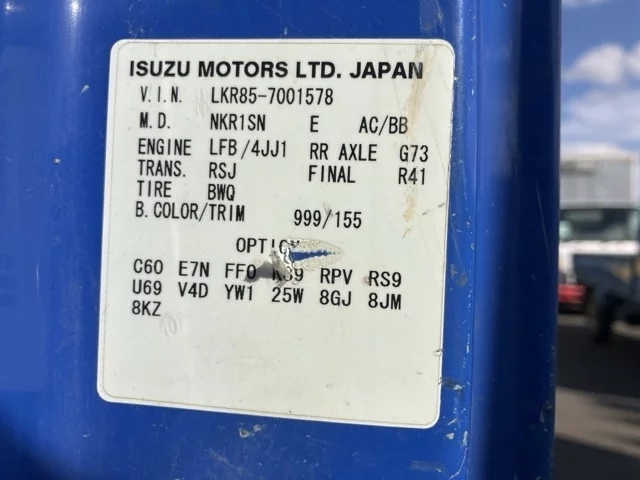 ISUZU MOTORS LTD. JAPAN
V.I.N. LKR85-7001578
M.D. NKR1SN E AC/BB
ENGINE LFB/4JJ1 RR AXLE G73
TRANS. RSJ FINAL R41
TIRE BWQ
B.COLOR/TRIM 999/155
C60 E7N FF0 RPV RS9
U69 V4D YW1 25W 8GJ 8JM
8KZ